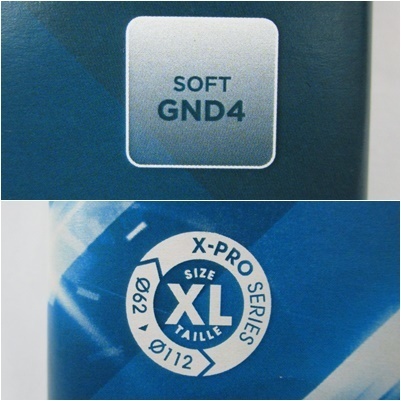 SOFT
GND4
X-PRO SERIES
SIZE
XL
TAILLE
Ø62 ▸ Ø112